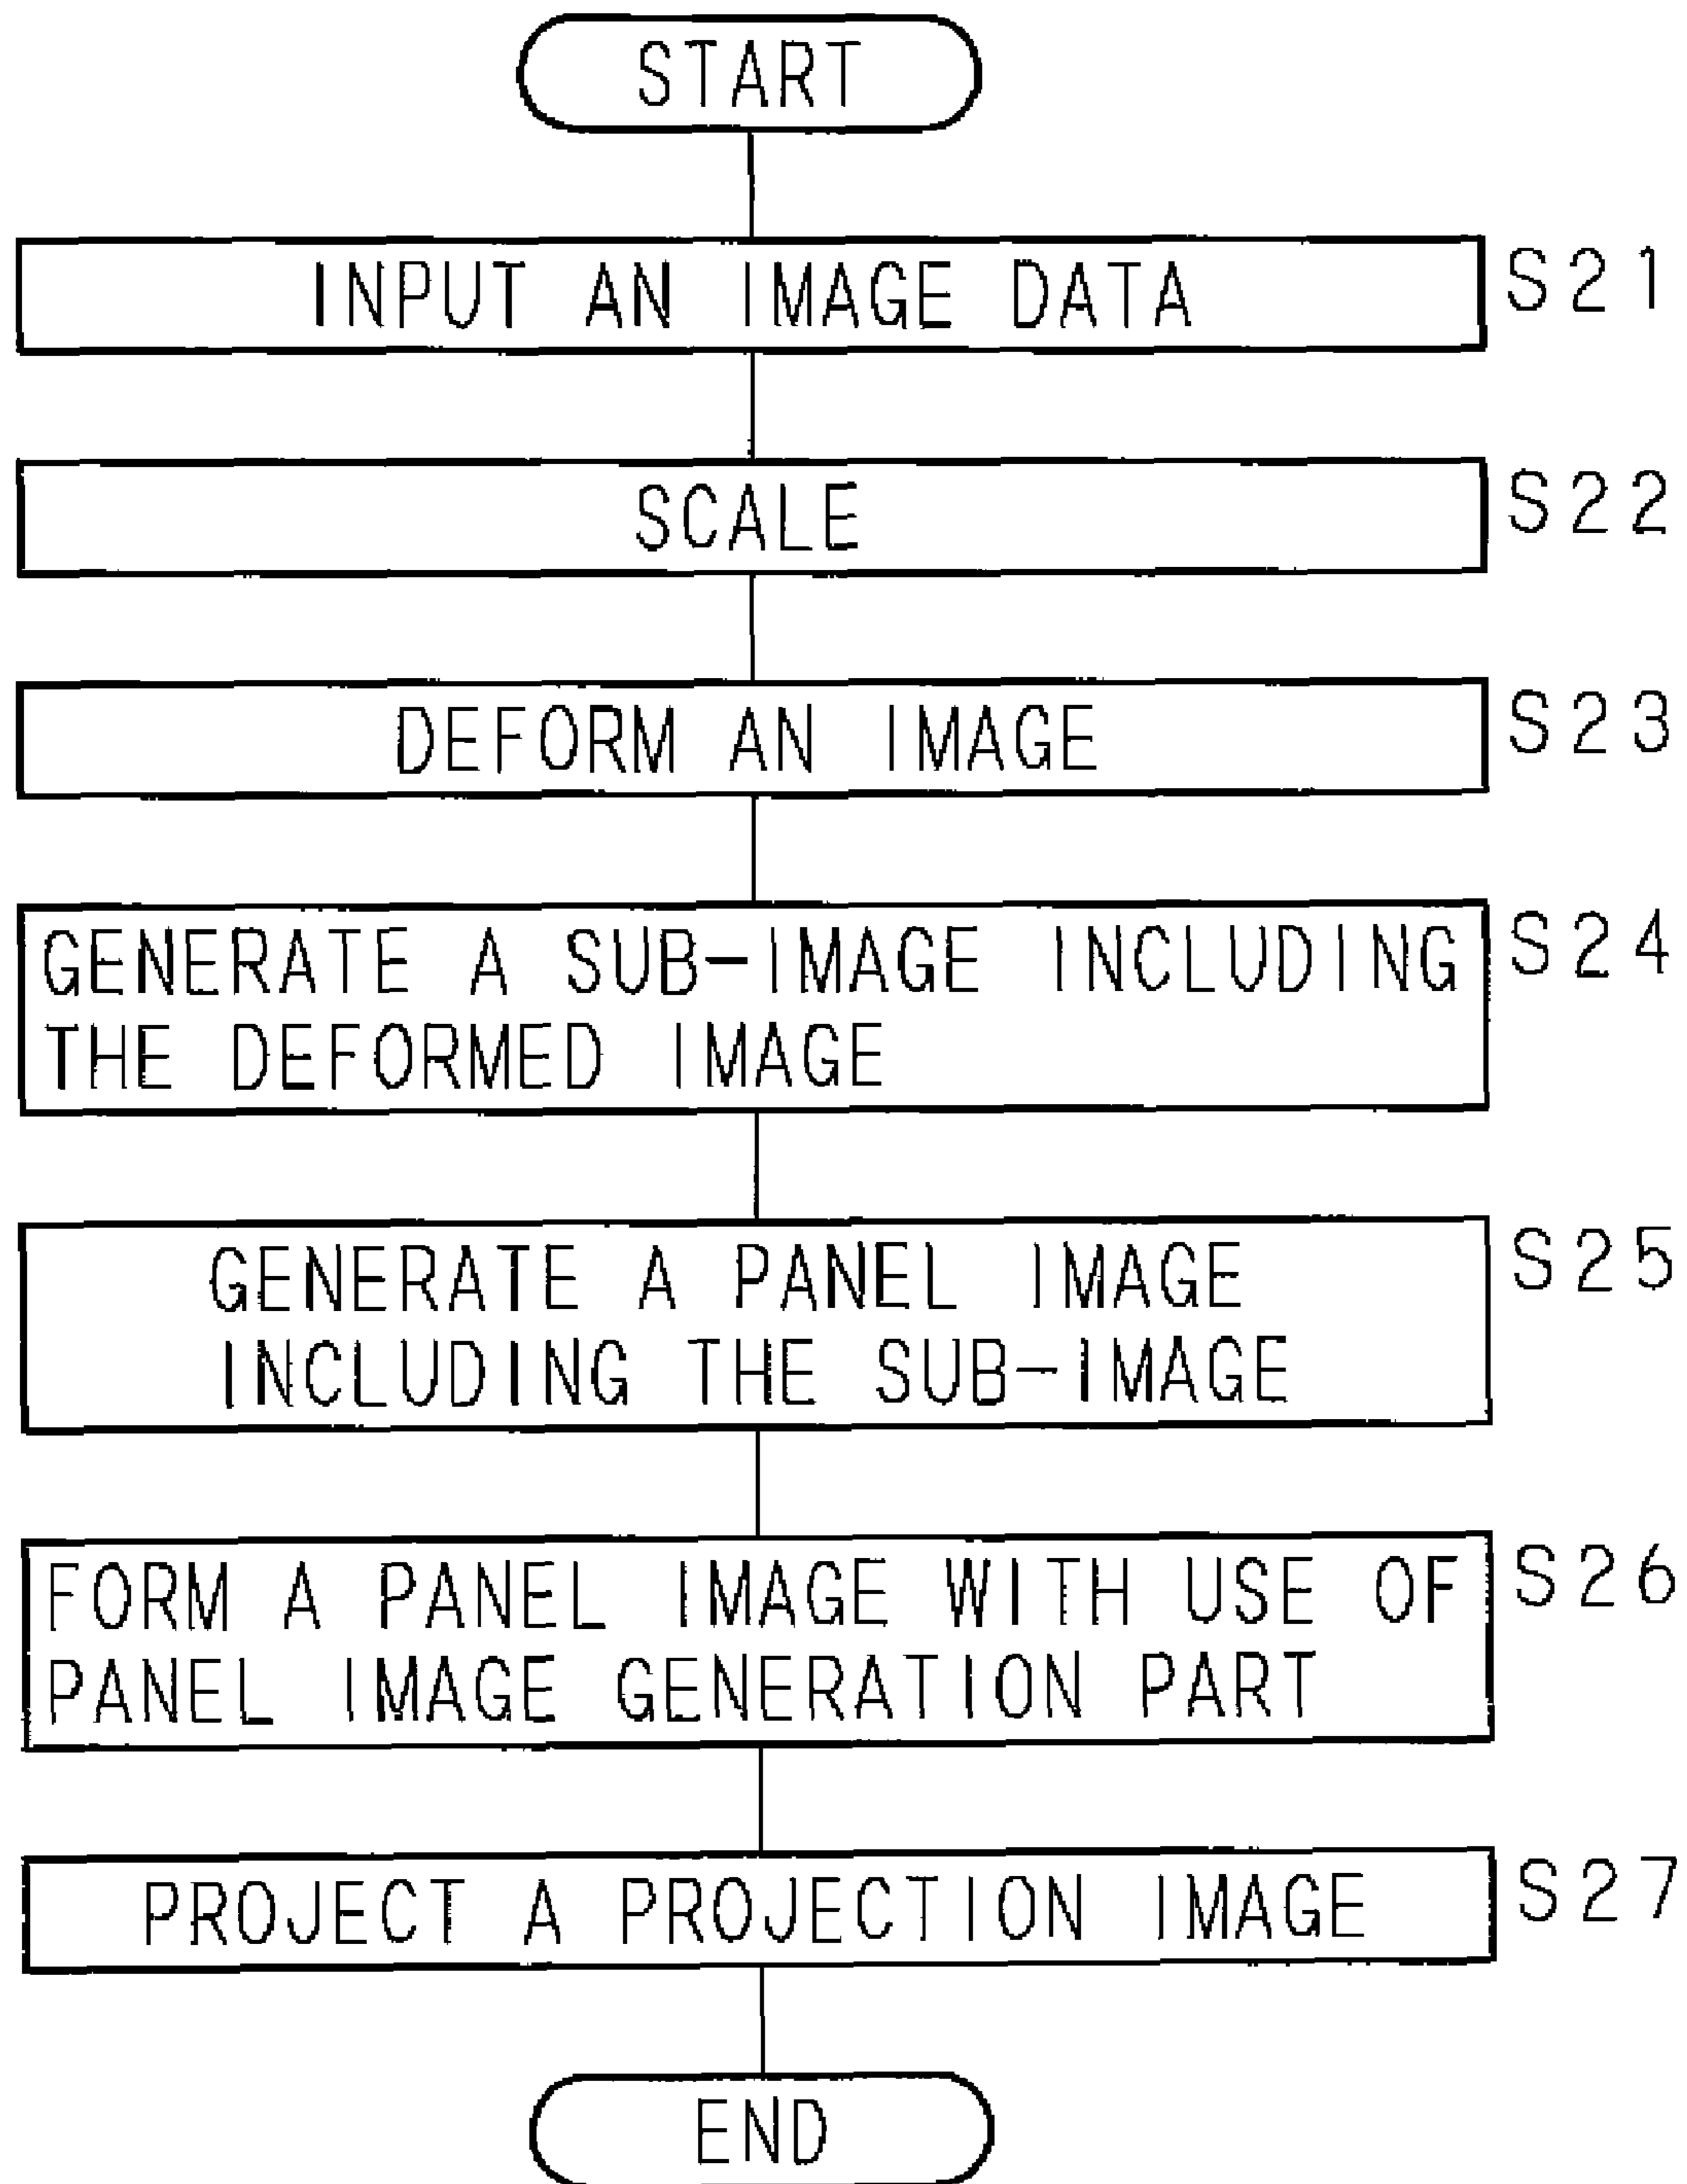 START
INPUT AN IMAGE DATA S21
SCALE S22
DEFORM AN IMAGE S23
GENERATE A SUB-IMAGE INCLUDING S24
THE DEFORMED IMAGE
GENERATE A PANEL IMAGE S25
INCLUDING THE SUB-IMAGE
FORM A PANEL IMAGE WITH USE OF S26
PANEL IMAGE GENERATION PART
PROJECT A PROJECTION IMAGE S27
END